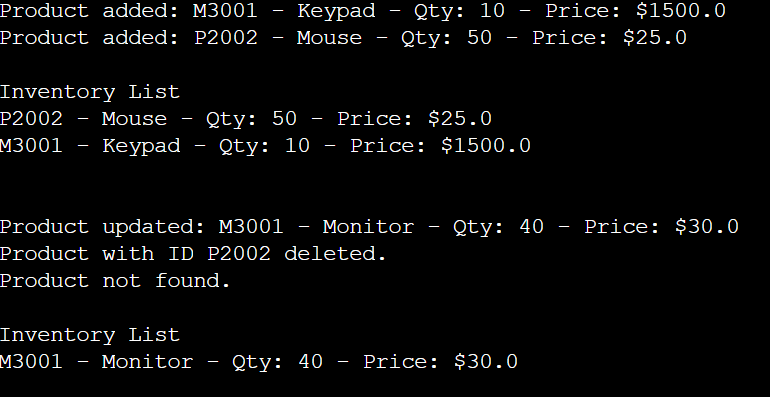 Product added: M3001 - Keypad - Qty: 10 - Price: $1500.0
Product added: P2002 - Mouse - Qty: 50 - Price: $25.0
Inventory List
P2002 - Mouse - Qty: 50 - Price: $25.0
M3001 - Keypad - Qty: 10 - Price: $1500.0
Product updated: M3001 - Monitor - Qty: 40 - Price: $30.0
Product with ID P2002 deleted.
Product not found.
Inventory List
M3001 - Monitor - Qty: 40 - Price: $30.0